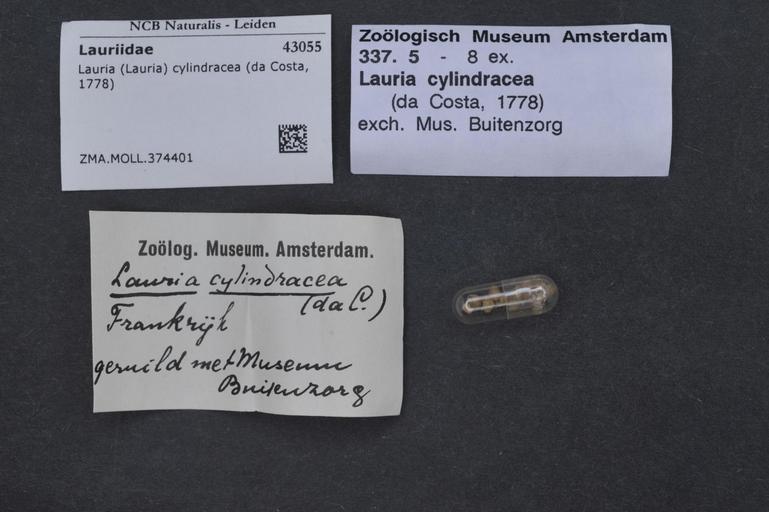 NCB Naturalis - Leiden
Lauriidae 43055
Lauria (Lauria) cylindracea (da Costa,
1778)
ZMA.MOLL.374401
Zoölogisch Museum Amsterdam
337. 5 - 8 ex.
Lauria cylindracea
(da Costa, 1778)
exch. Mus. Buitenzorg
Zoölog. Museum. Amsterdam.
Lauria cylindracea
(da C.)
Frankrijk
geruild met Museum
Buitenzorg